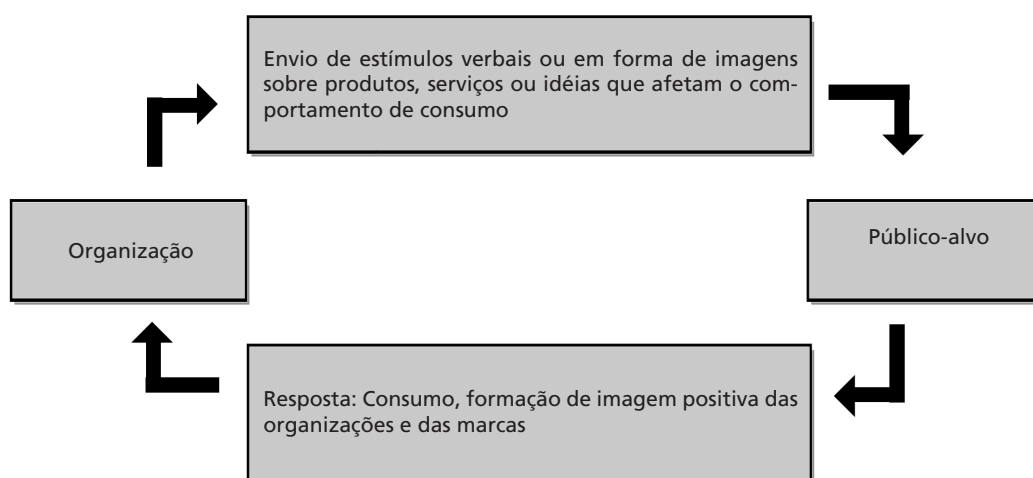 Envio de estímulos verbais ou em forma de imagens
sobre produtos, serviços ou idéias que afetam o com-
portamento de consumo
Organização
Público-alvo
Resposta: Consumo, formação de imagem positiva das
organizações e das marcas